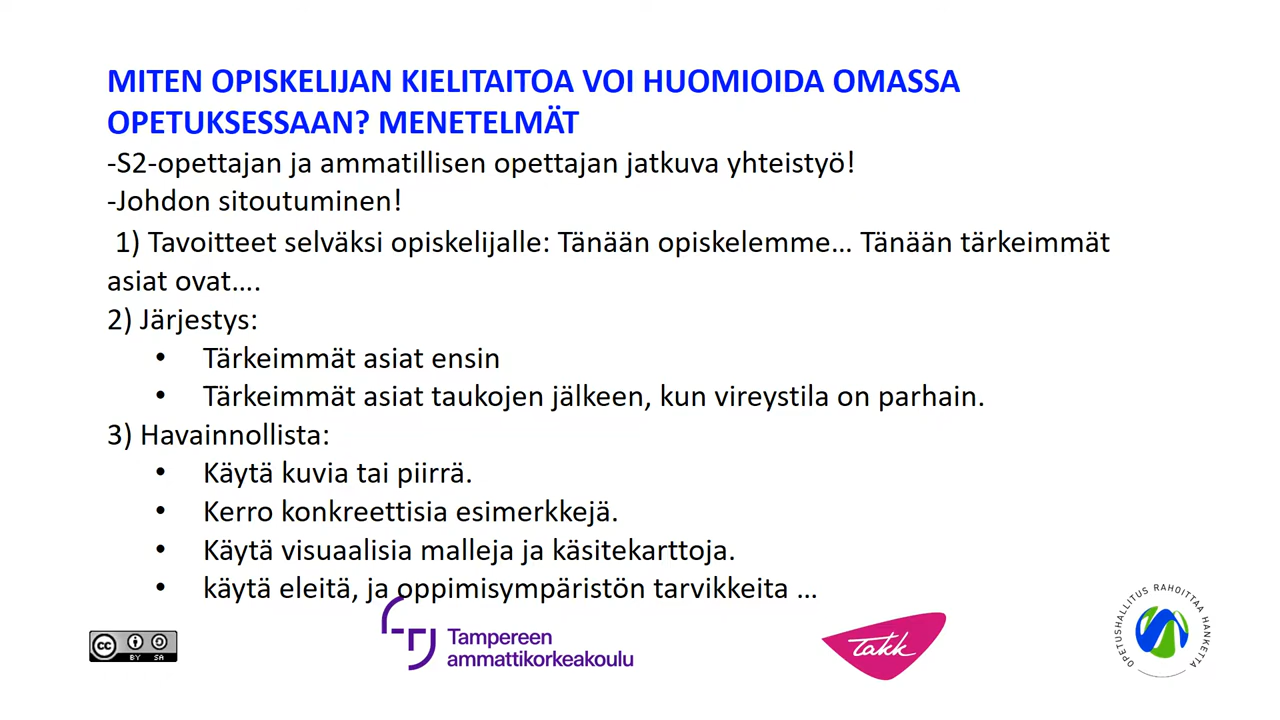 MITEN OPISKELIJAN KIELITAITOA VOI HUOMIOIDA OMASSA
OPETUKSESSAAN? MENETELMÄT
-S2-opettajan ja ammatillisen opettajan jatkuva yhteistyö!
-Johdon sitoutuminen!
1) Tavoitteet selväksi opiskelijalle: Tänään opiskelemme... Tänään tärkeimmät
asiat ovat....
2) Järjestys:
• Tärkeimmät asiat ensin
• Tärkeimmät asiat taukojen jälkeen, kun vireystila on parhain.
3) Havainnollista:
• Käytä kuvia tai piirrä.
• Kerro konkreettisia esimerkkejä.
• Käytä visuaalisia malleja ja käsitekarttoja.
• käytä eleitä, ja oppimisympäristön tarvikkeita ...
cc BY SA
Tampereen
ammattikorkeakoulu
takk
OPETUSHALLITUS RAHOITTAA HANKETTA